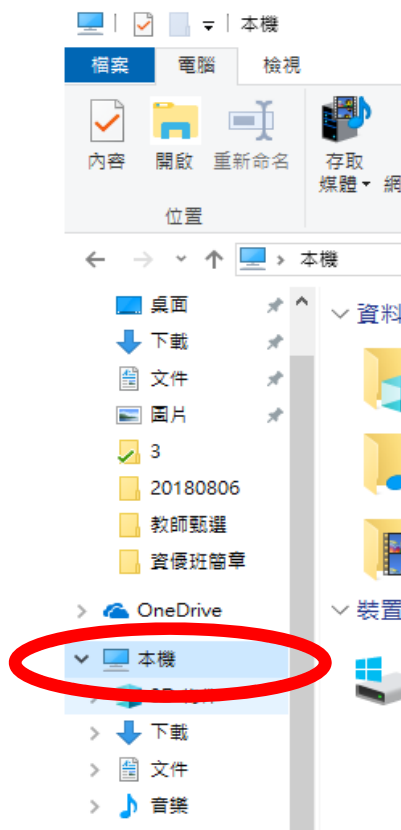 本機
檔案 電腦 檢視
內容 開啟 重新命名 存取
媒體 網
位置
本機
桌面
下載
文件
圖片
3
20180806
教師甄選
資優班簡章
OneDrive
本機
下載
文件
音樂
資料
裝置